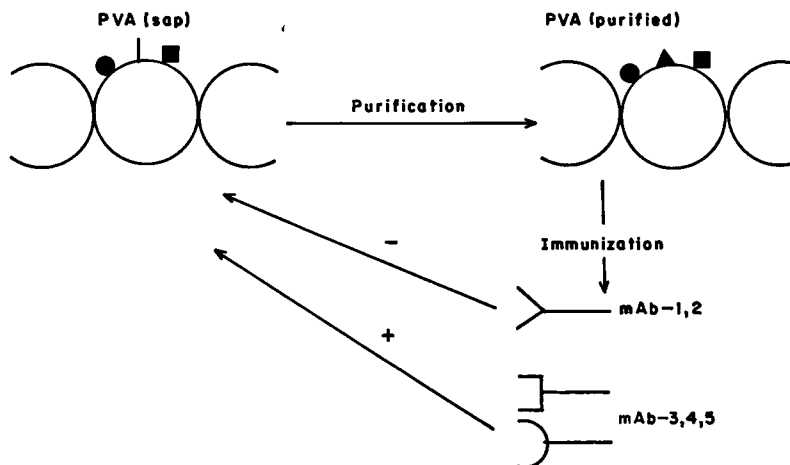 PVA (sap)
PVA (purified)
Purification
Immunization
-
mAb-1,2
+
mAb-3,4,5